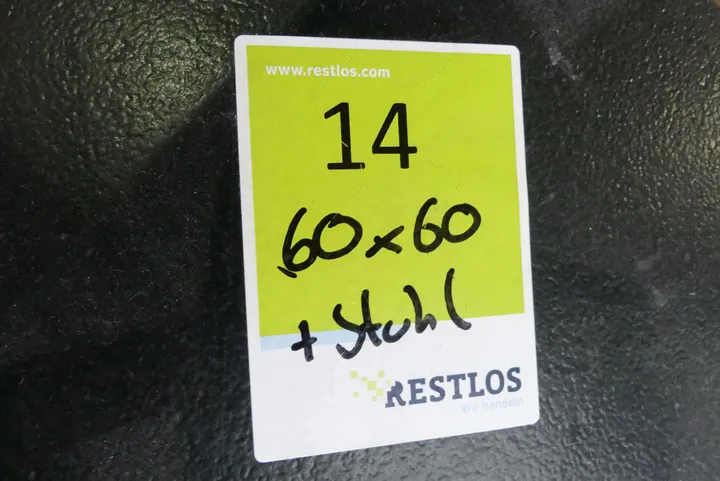 www.restlos.com
14
60x60
+ Stuhl
RESTLOS
Wir handeln